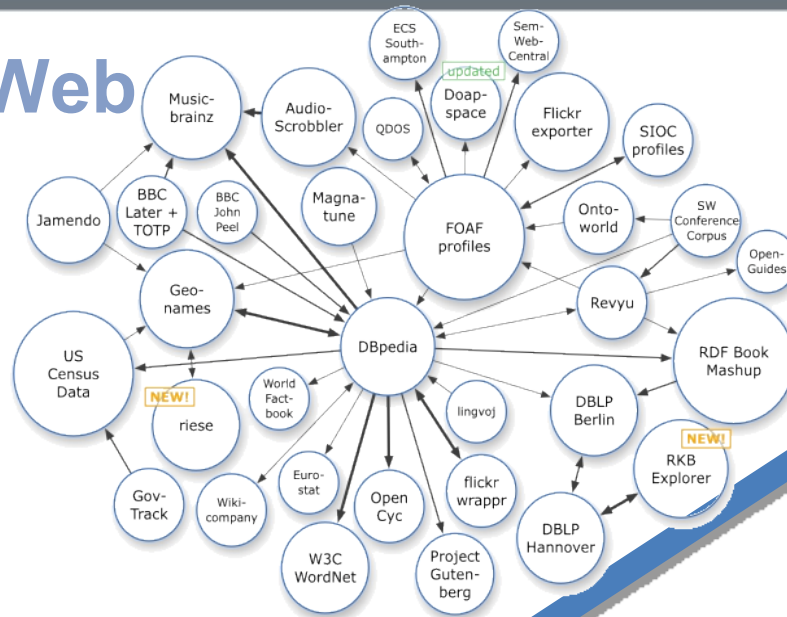 Web
ECS
South-
ampton
Sem-
Web-
Central
updated
Doap-
space
Music-
brainz
Audio-
Scrobbler
QDOS
Flickr
exporter
SIOC
profiles
Jamendo
BBC
Later +
TOTP
BBC
John
Peel
Magna-
tune
FOAF
profiles
Onto-
world
SW
Conference
Corpus
Open-
Guides
Geo-
names
Revyu
US
Census
Data
DBpedia
RDF Book
Mashup
NEW!
riese
World
Fact-
book
lingvoj
DBLP
Berlin
NEW!
RKB
Explorer
Gov-
Track
Wiki-
company
Euro-
stat
Open
Cyc
flickr
wrappr
DBLP
Hannover
W3C
WordNet
Project
Guten-
berg